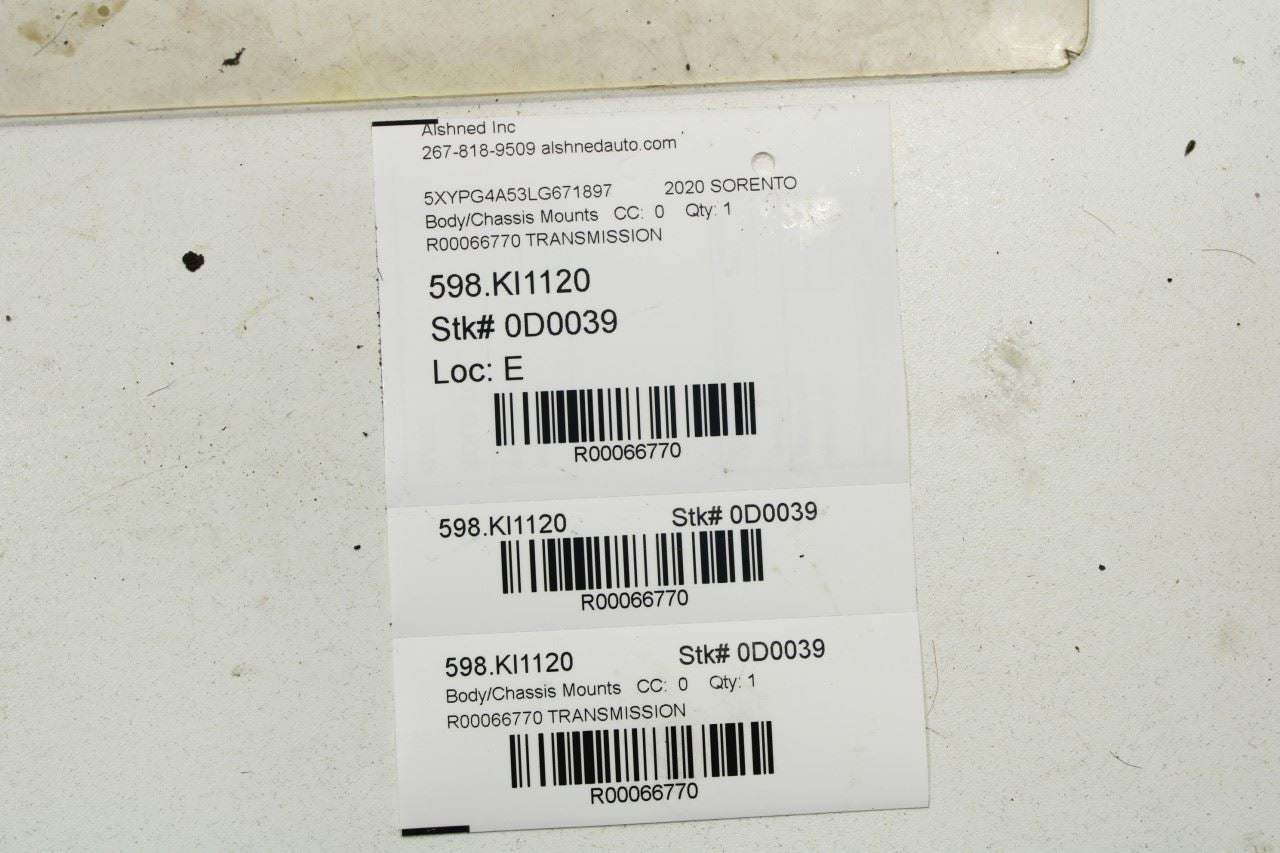 Alshned Inc
267-818-9509 alshnedauto.com
5XYPG4A53LG671897 2020 SORENTO
Body/Chassis Mounts CC: 0 Qty: 1
R00066770 TRANSMISSION
598.KI1120
Stk# 0D0039
Loc: E
R00066770
598.KI1120 Stk# 0D0039
R00066770
598.KI1120 Stk# 0D0039
Body/Chassis Mounts CC: 0 Qty: 1
R00066770 TRANSMISSION
R00066770